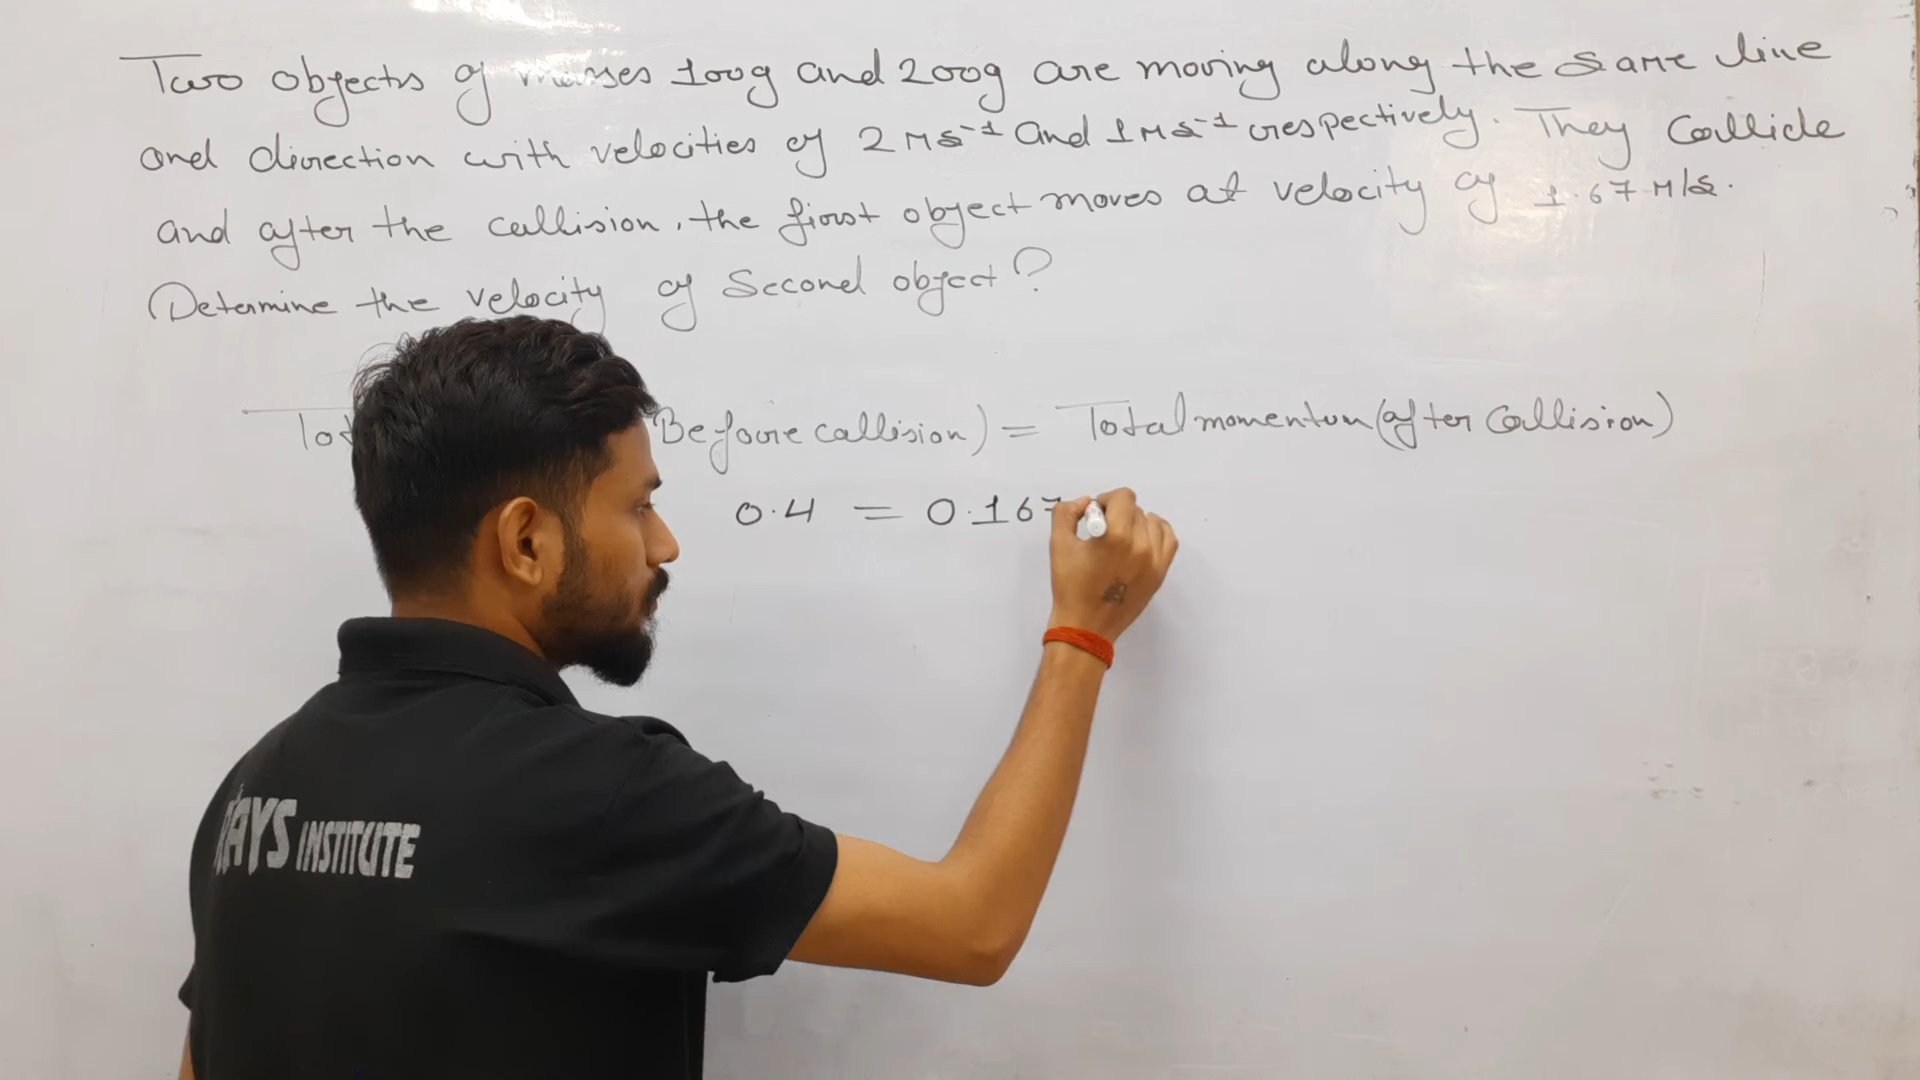 Two objects of masses 100g and 200g are moving along the same line
and direction with velocities of 2 MS⁻¹ and 1 MS⁻¹ respectively. They Collide
and after the collision, the first object moves at velocity of 1.67 M/S.
Determine the velocity of Second object?
Before collision) = Total momentum (after Collision)
0.4 = 0.167
RAYS INSTITUTE